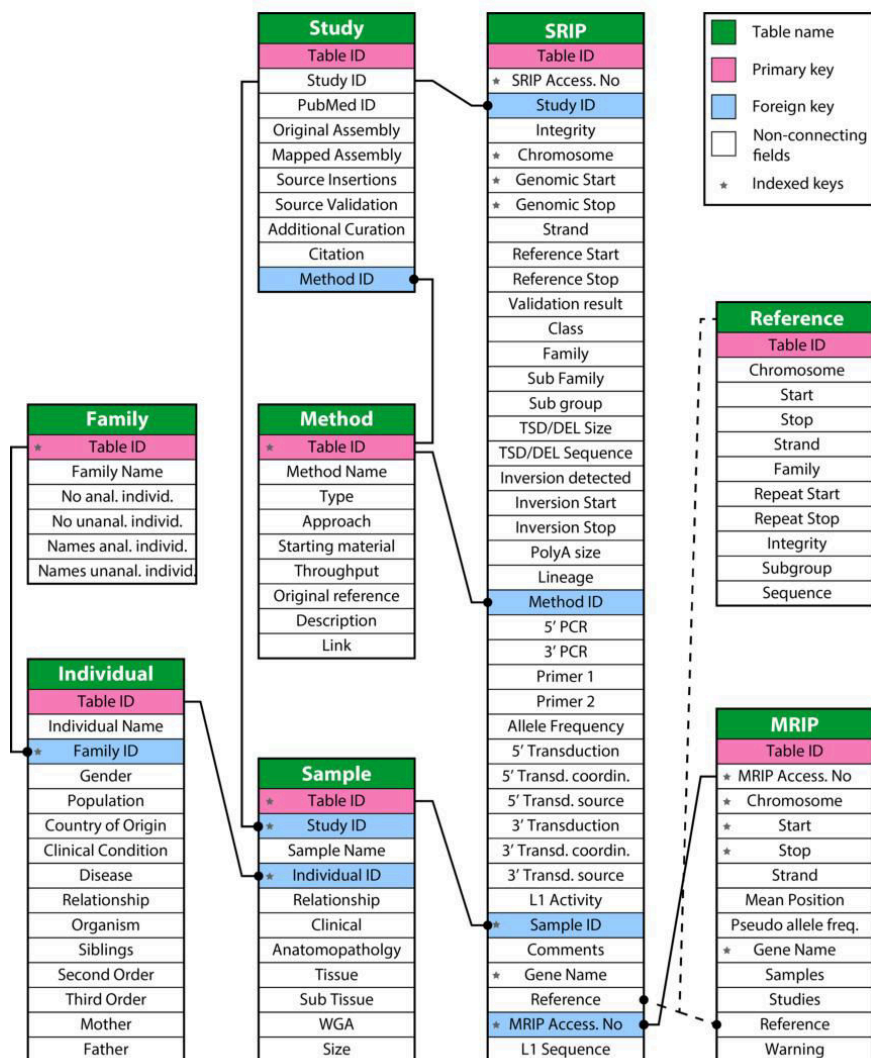 Study
Table ID
Study ID
PubMed ID
Original Assembly
Mapped Assembly
Source Insertions
Source Validation
Additional Curation
Citation
Method ID
SRIP
Table ID
* SRIP Access. No
Study ID
Integrity
* Chromosome
* Genomic Start
* Genomic Stop
Strand
Reference Start
Reference Stop
Validation result
Class
Family
Sub Family
Sub group
TSD/DEL Size
TSD/DEL Sequence
Inversion detected
Inversion Start
Inversion Stop
PolyA size
Lineage
Method ID
5' PCR
3' PCR
Primer 1
Primer 2
Allele Frequency
5' Transduction
5' Transd. coordin.
5' Transd. source
3' Transduction
3' Transd. coordin.
3' Transd. source
L1 Activity
* Sample ID
Comments
* Gene Name
Reference
* MRIP Access. No
L1 Sequence
Table name
Primary key
Foreign key
Non-connecting
fields
* Indexed keys
Family
* Table ID
Family Name
No anal. individ.
No unanal. individ.
Names anal. individ.
Names unanal. individ.
Method
* Table ID
Method Name
Type
Approach
Starting material
Throughput
Original reference
Description
Link
Reference
Table ID
Chromosome
Start
Stop
Strand
Family
Repeat Start
Repeat Stop
Integrity
Subgroup
Sequence
Individual
Table ID
Individual Name
* Family ID
Gender
Population
Country of Origin
Clinical Condition
Disease
Relationship
Organism
Siblings
Second Order
Third Order
Mother
Father
Sample
* Table ID
* Study ID
Sample Name
* Individual ID
Relationship
Clinical
Anatomopatholgy
Tissue
Sub Tissue
WGA
Size
MRIP
Table ID
* MRIP Access. No
* Chromosome
* Start
* Stop
Strand
Mean Position
Pseudo allele freq.
* Gene Name
Samples
Studies
Reference
Warning